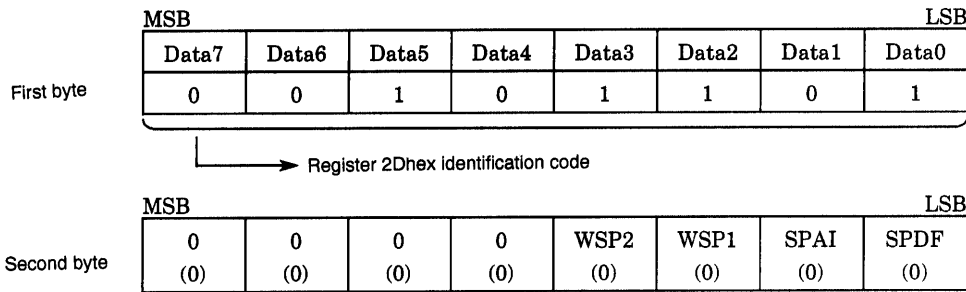 MSB LSB
Data7 Data6 Data5 Data4 Data3 Data2 Data1 Data0
First byte 0 0 1 0 1 1 0 1
Register 2Dhex identification code
MSB LSB
0 0 0 0 WSP2 WSP1 SPAI SPDF
Second byte
(0) (0) (0) (0) (0) (0) (0) (0)